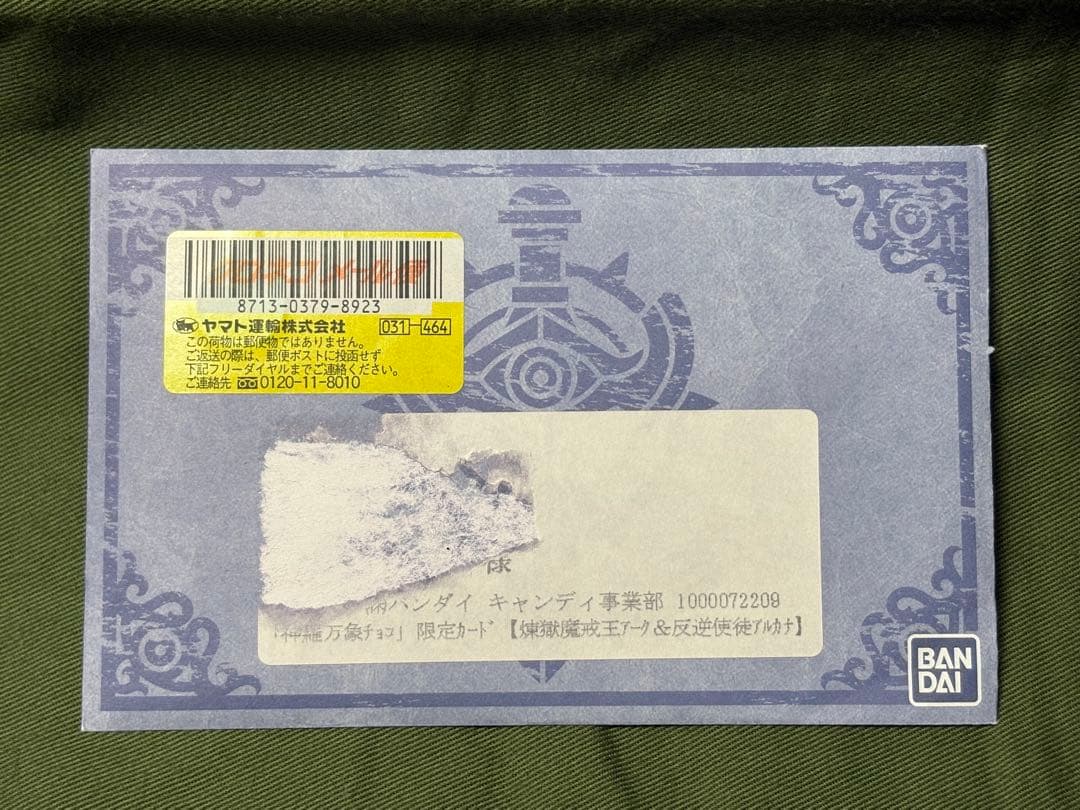 クロネコ メール便
8713-0379-8923
ヤマト運輸株式会社 031-464
この荷物は郵便物ではありません。
ご返送の際は、郵便ポストに投函せず
下記フリーダイヤルまでご連絡ください。
ご連絡先 0120-11-8010
様
㈱バンダイ キャンディ事業部 1000072209
「神羅万象ﾁｮｺ」限定ｶｰﾄﾞ【煉獄魔戒王ｱｰｸ＆反逆使徒ｱﾙｶﾅ】
BAN
DAI